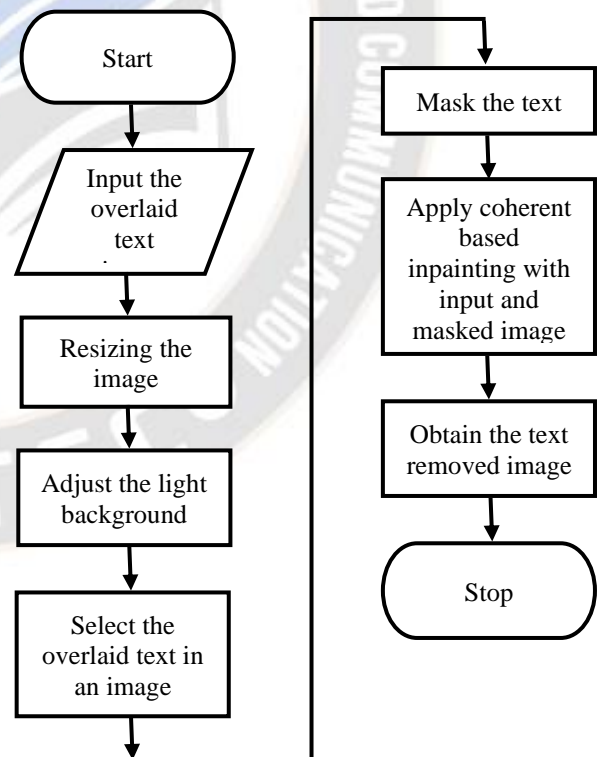 Start
Input the
overlaid
text
Resizing the
image
Adjust the light
background
Select the
overlaid text in
an image
Mask the text
Apply coherent
based
inpainting with
input and
masked image
Obtain the text
removed image
Stop
D COMMUNICATION